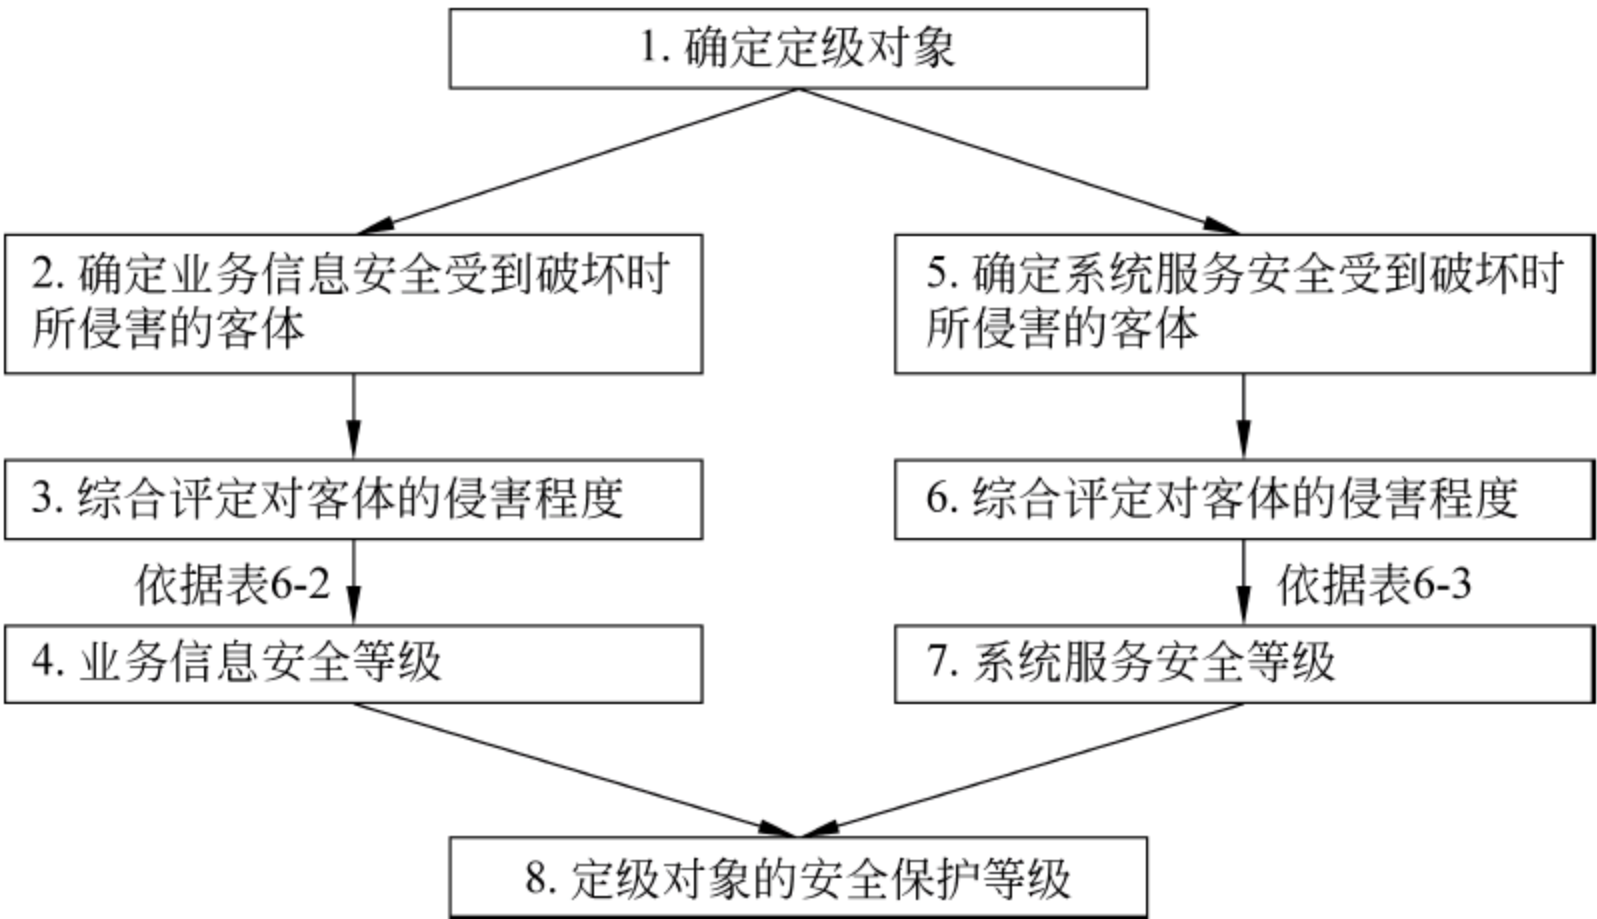 1. 确定定级对象
2. 确定业务信息安全受到破坏时
所侵害的客体
5. 确定系统服务安全受到破坏时
所侵害的客体
3. 综合评定对客体的侵害程度
6. 综合评定对客体的侵害程度
依据表6-2
依据表6-3
4. 业务信息安全等级
7. 系统服务安全等级
8. 定级对象的安全保护等级